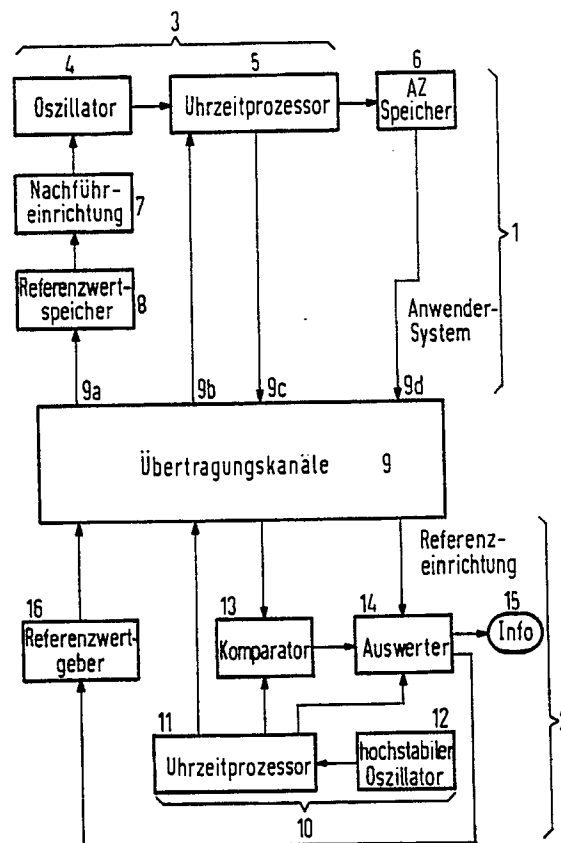 3
4
5
6
Oszillator
Uhrzeitprozessor
AZ
Speicher
Nachführ-
einrichtung
7
1
Referenzwert-
speicher
8
Anwender-
System
9a
9b
9c
9d
Übertragungskanäle 9
Referenz-
einrichtung
16
13
14
15
Referenzwert-
geber
Komparator
Auswerter
Info
11
12
Uhrzeitprozessor
hochstabiler
Oszillator
10